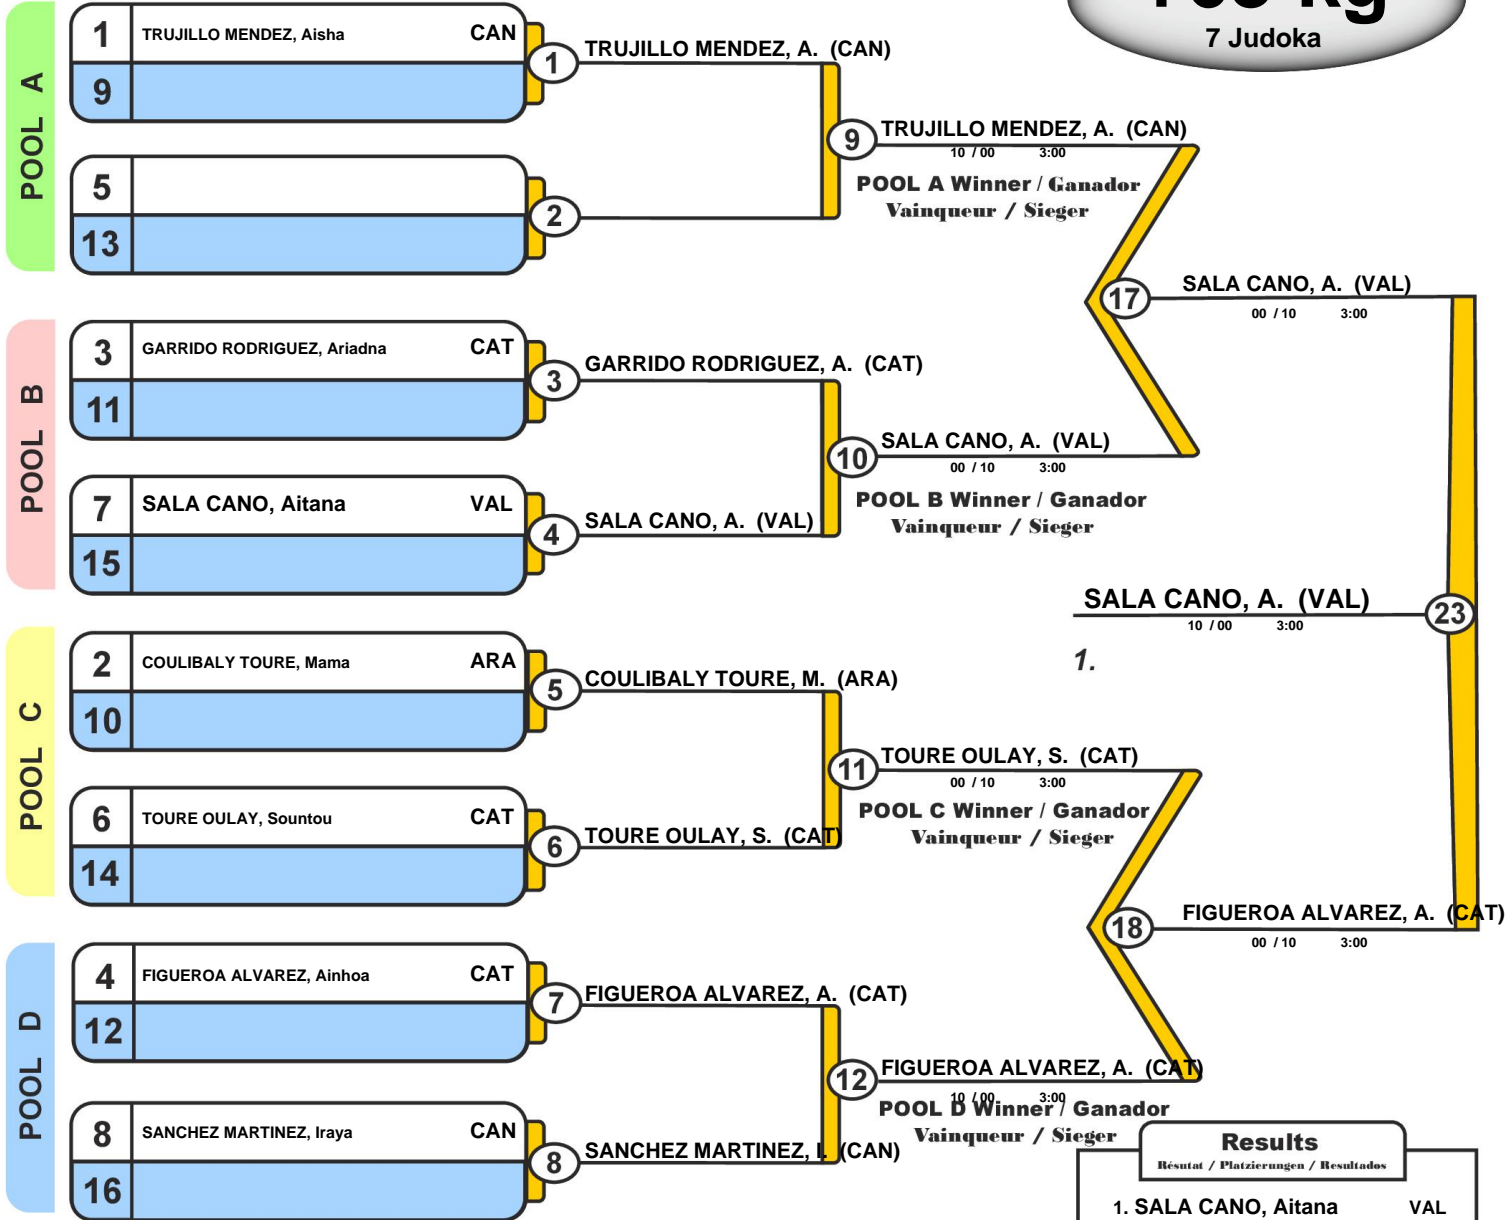 7 Judoka
POOL A
1 TRUJILLO MENDEZ, Aisha CAN
9
1
TRUJILLO MENDEZ, A. (CAN)
5
13
2
9
TRUJILLO MENDEZ, A. (CAN)
10 / 00 3:00
POOL A Winner / Ganador
Vainqueur / Sieger
POOL B
3 GARRIDO RODRIGUEZ, Ariadna CAT
11
3
GARRIDO RODRIGUEZ, A. (CAT)
7 SALA CANO, Aitana VAL
15
4
SALA CANO, A. (VAL)
10
SALA CANO, A. (VAL)
00 / 10 3:00
POOL B Winner / Ganador
Vainqueur / Sieger
17
SALA CANO, A. (VAL)
00 / 10 3:00
SALA CANO, A. (VAL)
23
10 / 00 3:00
1.
POOL C
2 COULIBALY TOURE, Mama ARA
10
5
COULIBALY TOURE, M. (ARA)
6 TOURE OULAY, Sountou CAT
14
6
TOURE OULAY, S. (CAT)
11
TOURE OULAY, S. (CAT)
00 / 10 3:00
POOL C Winner / Ganador
Vainqueur / Sieger
18
FIGUEROA ALVAREZ, A. (CAT)
00 / 10 3:00
POOL D
4 FIGUEROA ALVAREZ, Ainhoa CAT
12
7
FIGUEROA ALVAREZ, A. (CAT)
8 SANCHEZ MARTINEZ, Iraya CAN
16
8
SANCHEZ MARTINEZ, I. (CAN)
12
FIGUEROA ALVAREZ, A. (CAT)
10 / 00 3:00
POOL D Winner / Ganador
Vainqueur / Sieger
Results
Résutat / Platzierungen / Resultados
1. SALA CANO, Aitana VAL